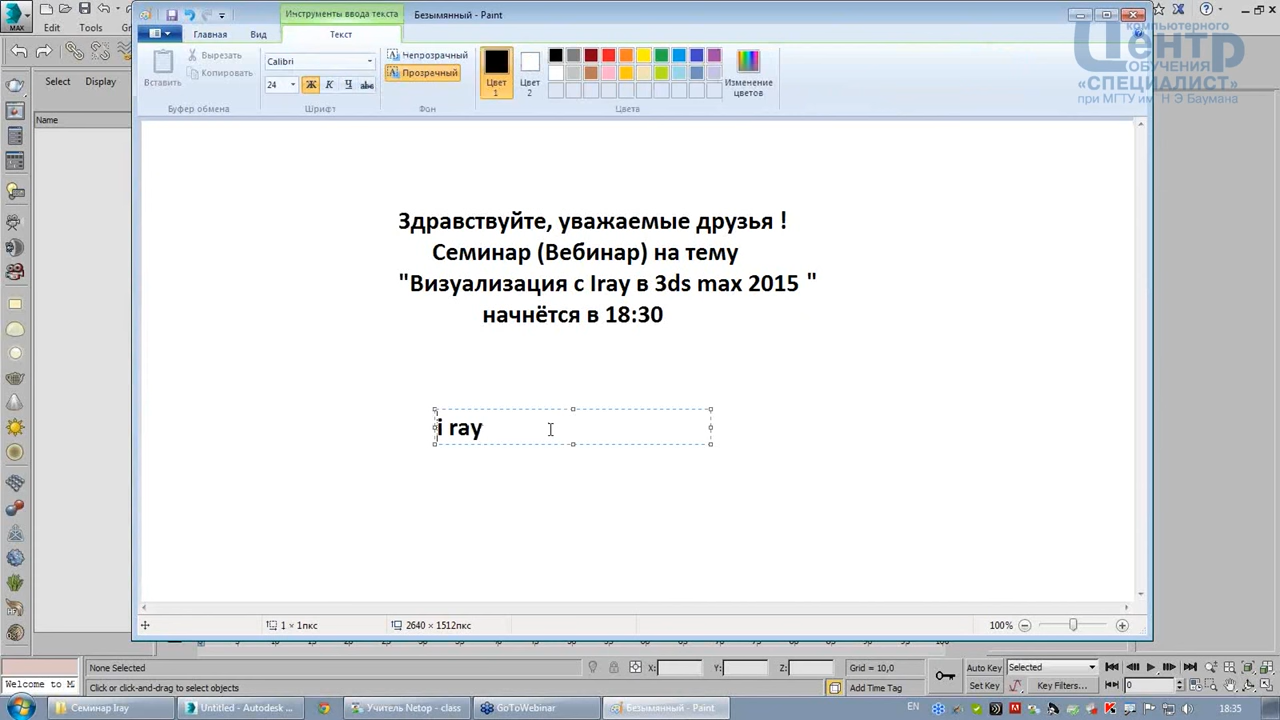 Инструменты ввода текста
Безымянный - Paint
компьютерного
Центр
ОБУЧЕНИЯ
«СПЕЦИАЛИСТ»
при МГТУ им. Н Э Баумана
MAX
Edit
Tools
Главная
Вид
Текст
Вставить
Вырезать
Копировать
Буфер обмена
Calibri
24
Ж
К
Ч
abc
Шрифт
Непрозрачный
Прозрачный
Фон
Цвет
1
Цвет
2
Изменение
цветов
Цвета
Select
Display
Name
Здравствуйте, уважаемые друзья !
Семинар (Вебинар) на тему
"Визуализация с Iray в 3ds max 2015 "
начнётся в 18:30
i ray
1 × 1пкс
2640 × 1512пкс
100%
None Selected
X:
Y:
Z:
Grid = 10,0
Auto Key
Selected
Welcome to M
Click or click-and-drag to select objects
Add Time Tag
Set Key
Key Filters...
0
Семинар Iray
Untitled - Autodesk ...
Учитель Netop - class
GoToWebinar
Безымянный - Paint
EN
18:35